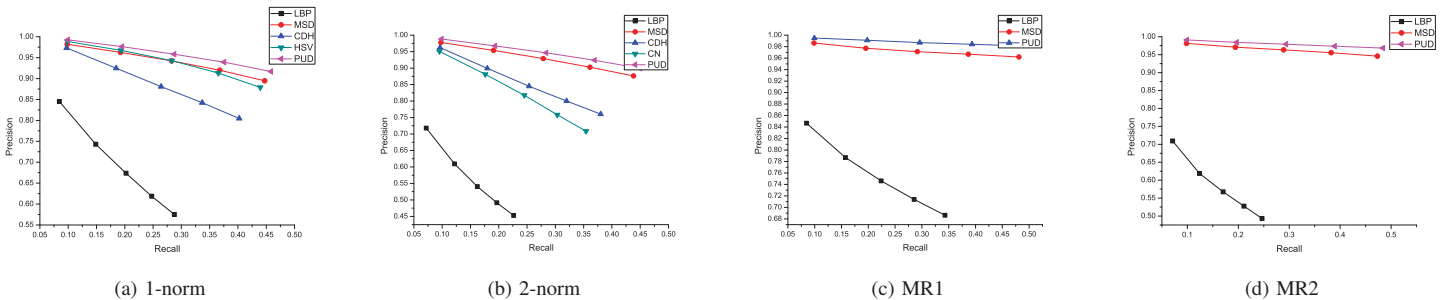 LBP
MSD
CDH
HSV
PUD
1.00
0.95
0.90
0.85
0.80
0.75
0.70
0.65
0.60
0.55
Precision
0.05 0.10 0.15 0.20 0.25 0.30 0.35 0.40 0.45 0.50
Recall
(a) 1-norm
LBP
MSD
CDH
CN
PUD
1.00
0.95
0.90
0.85
0.80
0.75
0.70
0.65
0.60
0.55
0.50
0.45
Precision
0.05 0.10 0.15 0.20 0.25 0.30 0.35 0.40 0.45 0.50
Recall
(b) 2-norm
LBP
MSD
PUD
1.00
0.98
0.96
0.94
0.92
0.90
0.88
0.86
0.84
0.82
0.80
0.78
0.76
0.74
0.72
0.70
0.68
Precision
0.05 0.10 0.15 0.20 0.25 0.30 0.35 0.40 0.45 0.50
Recall
(c) MR1
LBP
MSD
PUD
1.00
0.95
0.90
0.85
0.80
0.75
0.70
0.65
0.60
0.55
0.50
Precision
0.1 0.2 0.3 0.4 0.5
Recall
(d) MR2